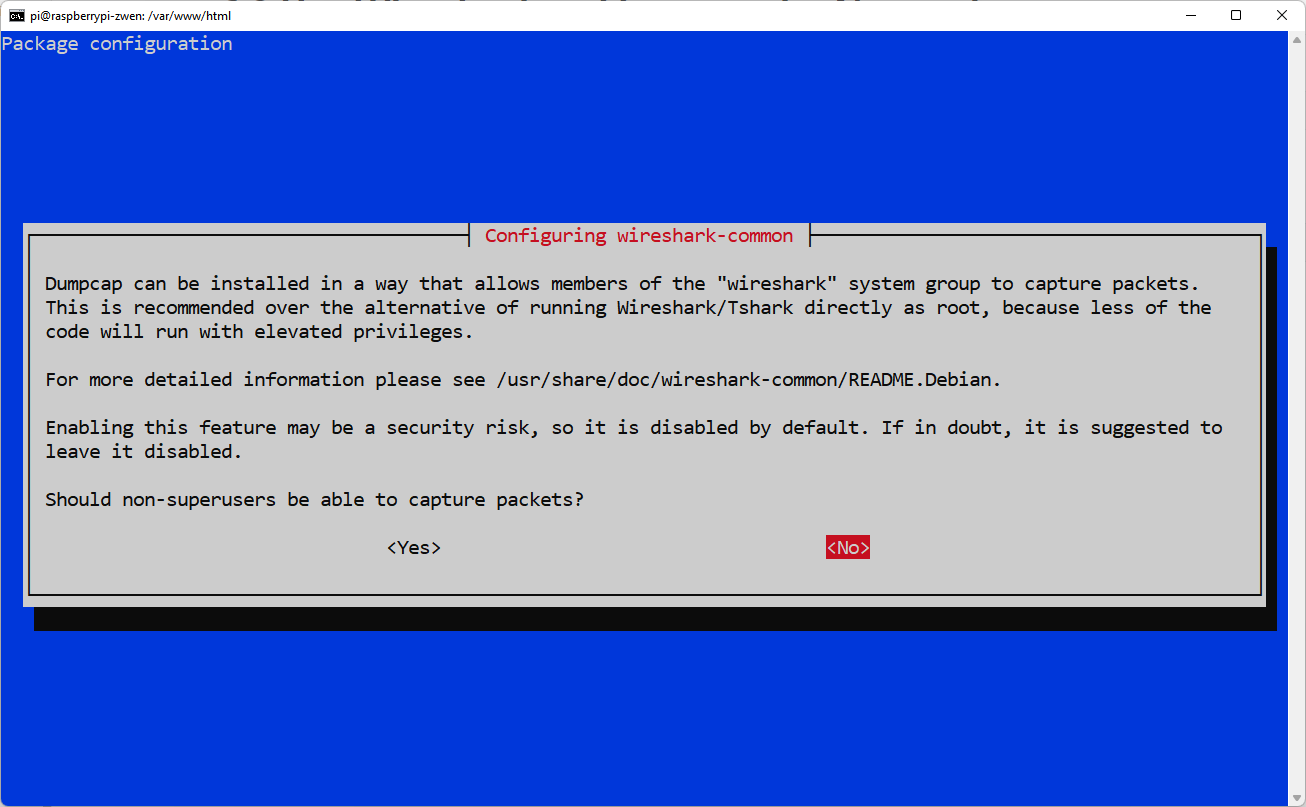 pi@raspberrypi-zwen: /var/www/html
Package configuration
Configuring wireshark-common
Dumpcap can be installed in a way that allows members of the "wireshark" system group to capture packets.
This is recommended over the alternative of running Wireshark/Tshark directly as root, because less of the
code will run with elevated privileges.
For more detailed information please see /usr/share/doc/wireshark-common/README.Debian.
Enabling this feature may be a security risk, so it is disabled by default. If in doubt, it is suggested to
leave it disabled.
Should non-superusers be able to capture packets?
<Yes> <No>